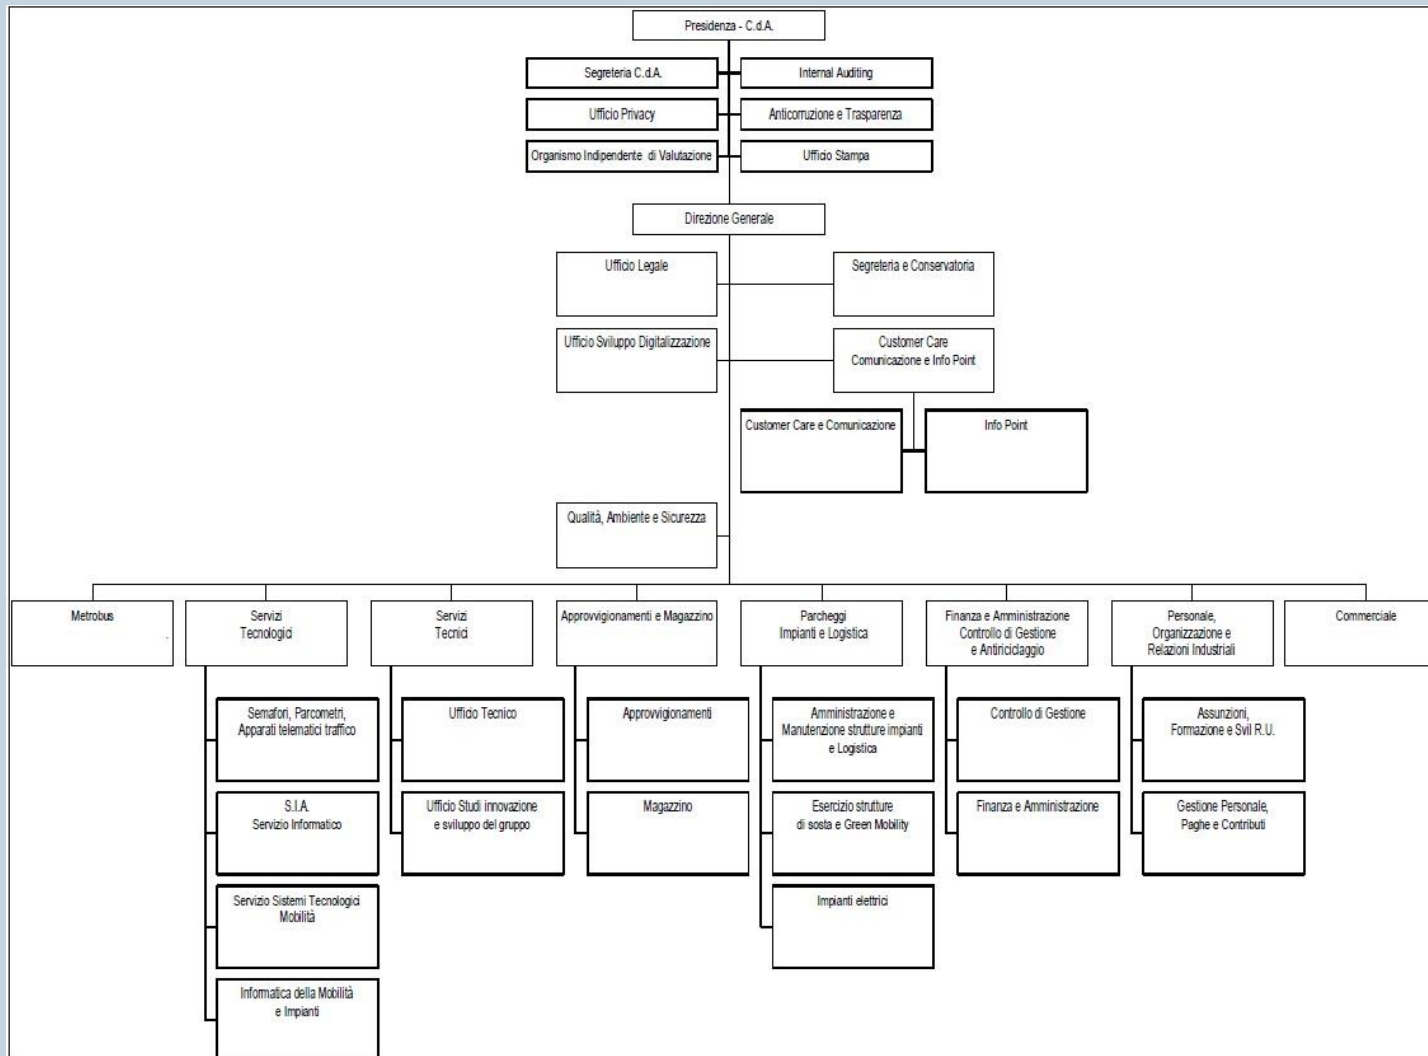 Presidenza - C.d.A.
Segreteria C.d.A.
Internal Auditing
Ufficio Privacy
Anticorruzione e Trasparenza
Organismo Indipendente di Valutazione
Ufficio Stampa
Direzione Generale
Ufficio Legale
Segreteria e Conservatoria
Ufficio Sviluppo Digitalizzazione
Customer Care
Comunicazione e Info Point
Customer Care e Comunicazione
Info Point
Qualità, Ambiente e Sicurezza
Metrobus
Servizi
Tecnologici
Servizi
Tecnici
Approvvigionamenti e Magazzino
Parcheggi
Impianti e Logistica
Finanza e Amministrazione
Controllo di Gestione
e Antiriciclaggio
Personale,
Organizzazione e
Relazioni Industriali
Commerciale
Semafori, Parcometri,
Apparati telematici traffico
Ufficio Tecnico
Approvvigionamenti
Amministrazione e
Manutenzione strutture impianti
e Logistica
Controllo di Gestione
Assunzioni,
Formazione e Svil R.U.
S.I.A.
Servizio Informatico
Ufficio Studi innovazione
e sviluppo del gruppo
Magazzino
Esercizio strutture
di sosta e Green Mobility
Finanza e Amministrazione
Gestione Personale,
Paghe e Contributi
Servizio Sistemi Tecnologici
Mobilità
Impianti elettrici
Informatica della Mobilità
e Impianti